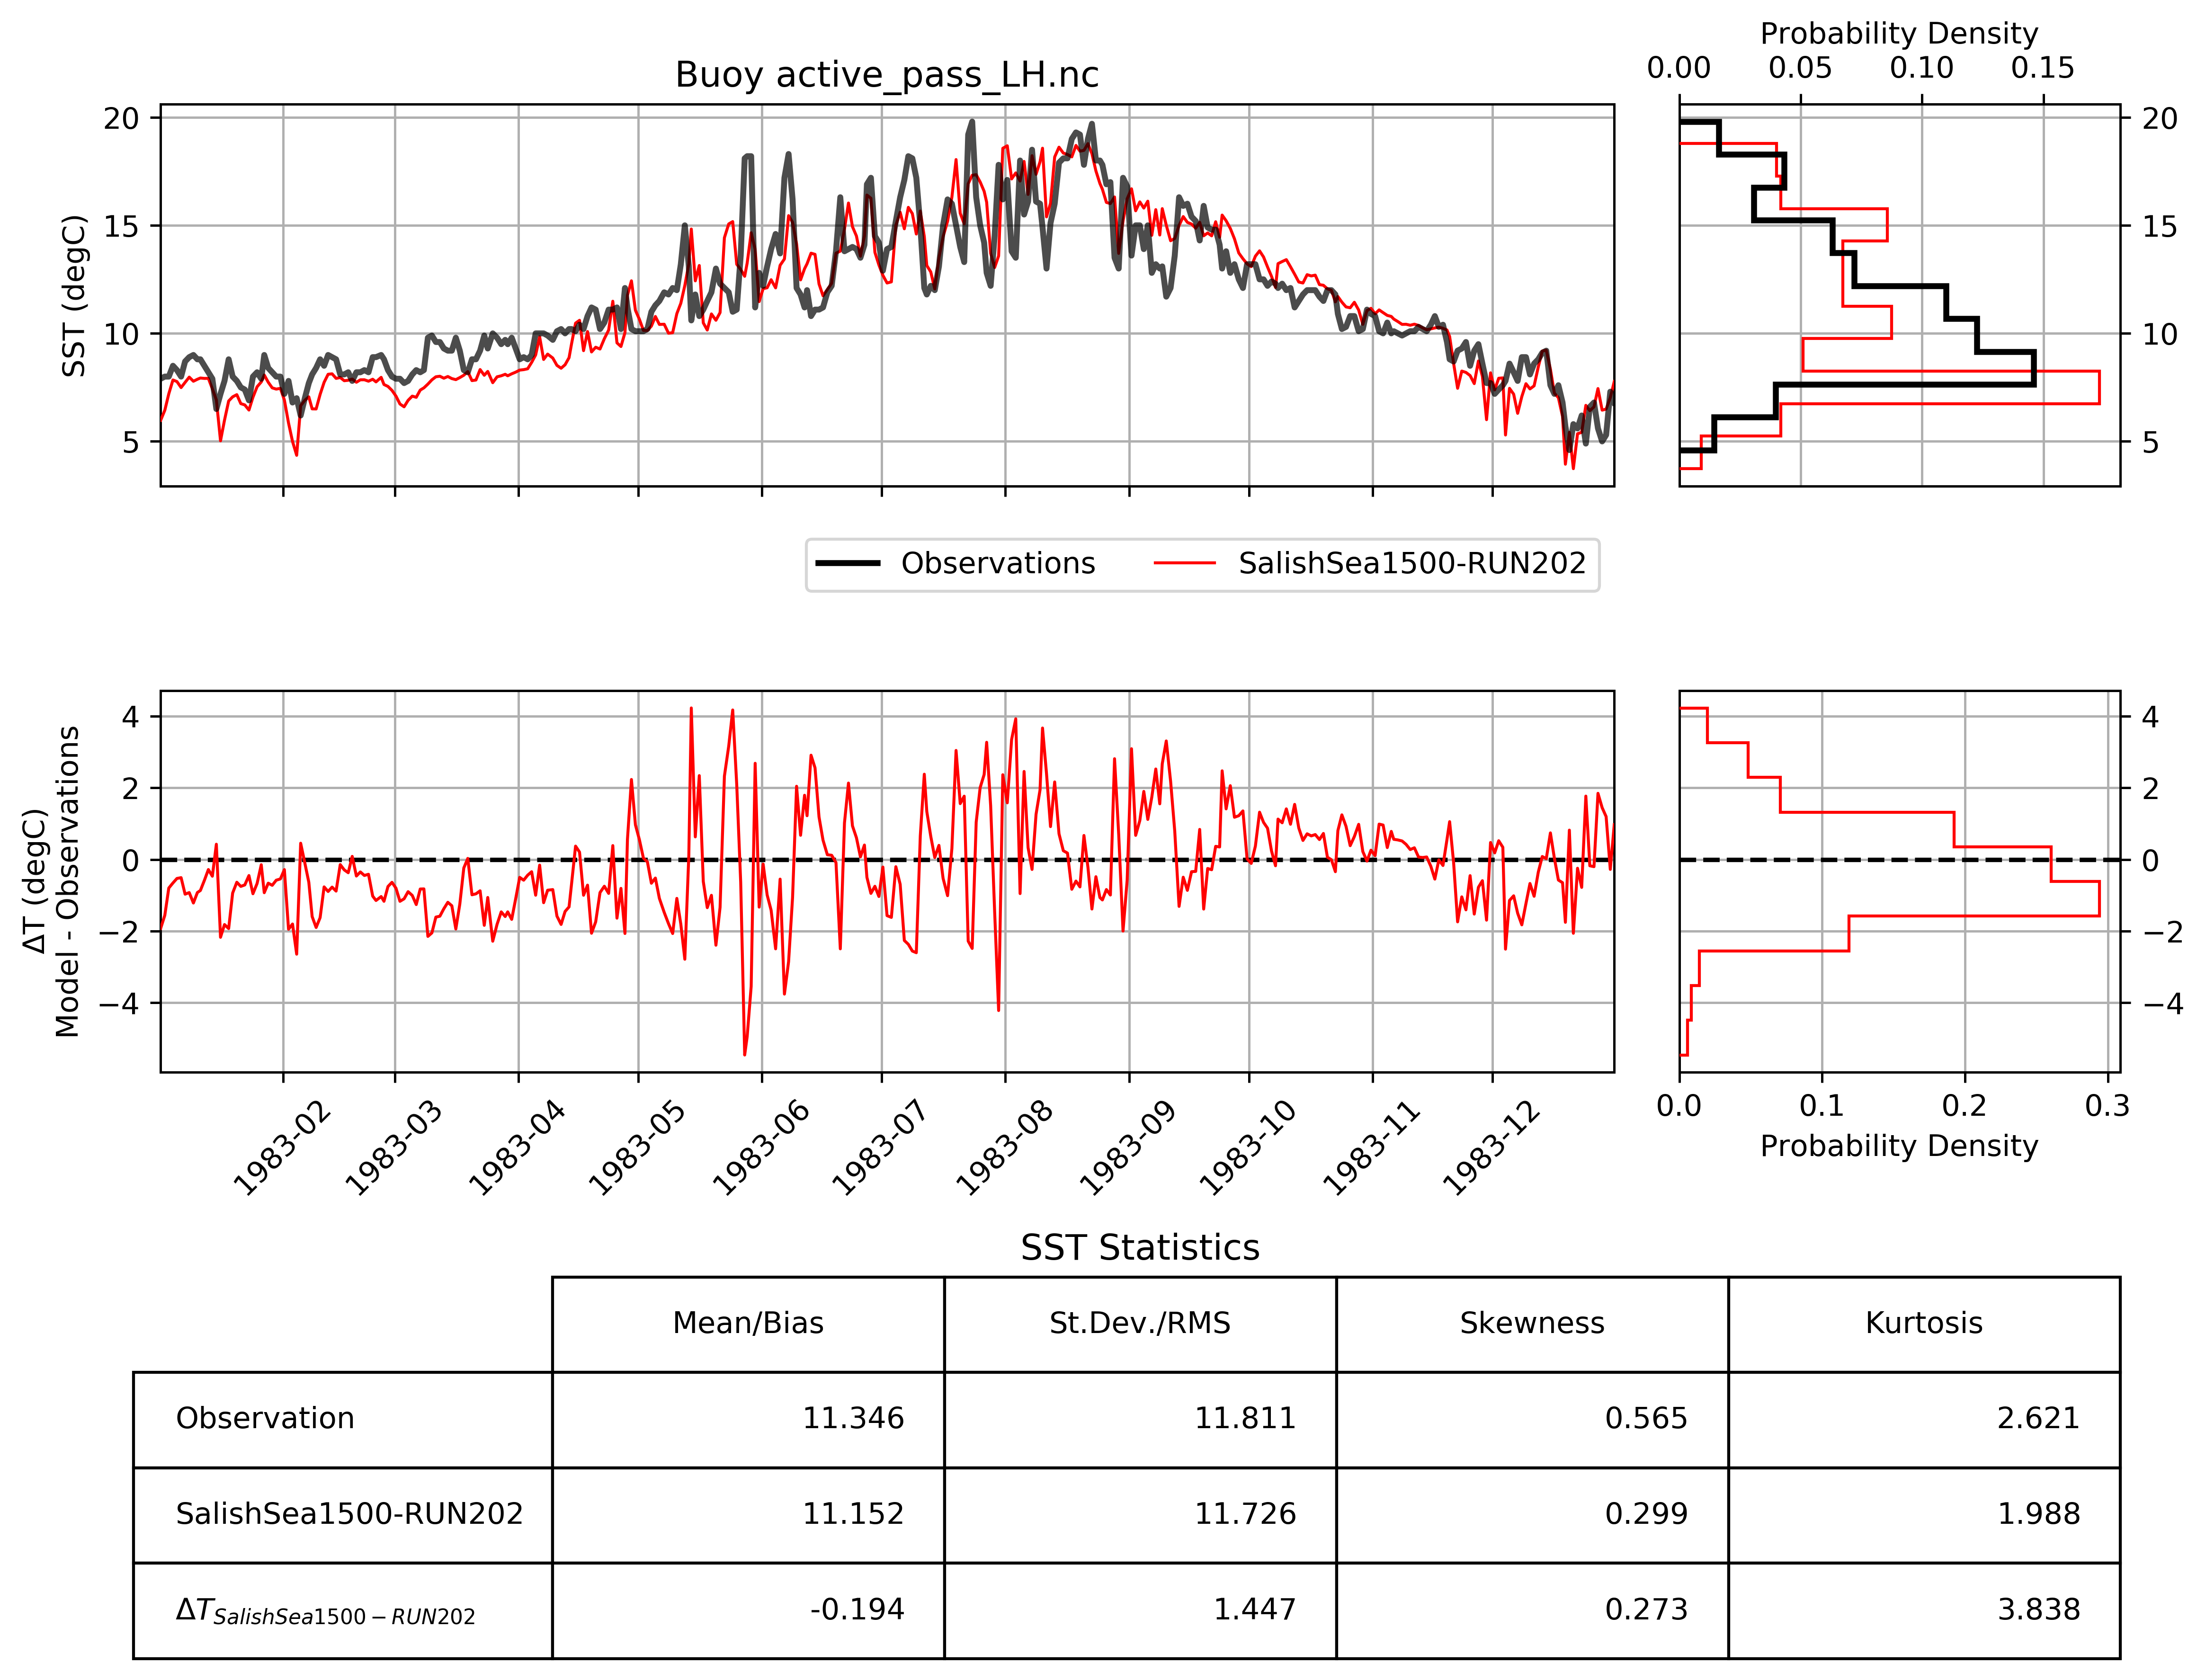 Probability Density
0.00 0.05 0.10 0.15
Buoy active_pass_LH.nc
SST (degC)
20
15
10
5
20
15
10
5
Observations SalishSea1500-RUN202
ΔT (degC)
Model - Observations
4
2
0
−2
−4
4
2
0
−2
−4
0.0 0.1 0.2 0.3
Probability Density
1983-02 1983-03 1983-04 1983-05 1983-06 1983-07 1983-08 1983-09 1983-10 1983-11 1983-12
SST Statistics
Mean/Bias St.Dev./RMS Skewness Kurtosis
Observation 11.346 11.811 0.565 2.621
SalishSea1500-RUN202 11.152 11.726 0.299 1.988
ΔT SalishSea1500−RUN202 -0.194 1.447 0.273 3.838